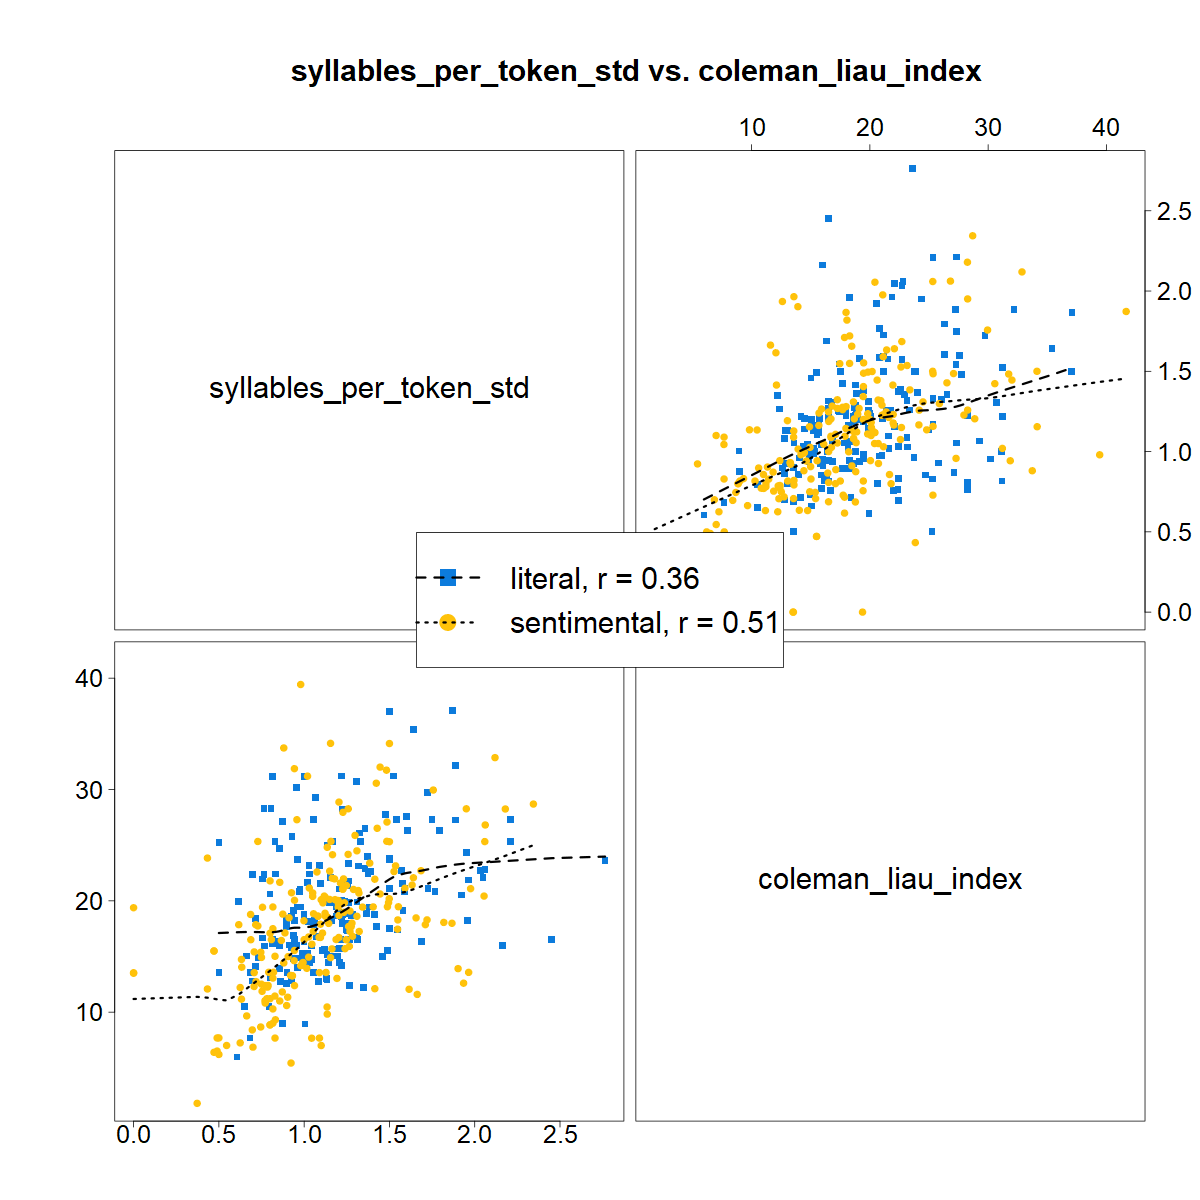 syllables_per_token_std vs. coleman_liau_index
10 20 30 40
syllables_per_token_std
2.5
2.0
1.5
1.0
0.5
0.0
literal, r = 0.36
sentimental, r = 0.51
40
30
20
10
coleman_liau_index
0.0 0.5 1.0 1.5 2.0 2.5